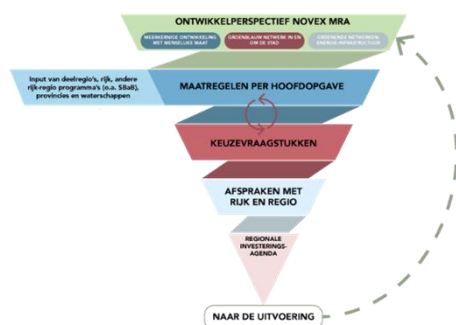 ONTWIKKELPERSPECTIEF NOVEX MRA
MEERKERNIGE ONTWIKKELING
MET MENSELIJKE MAAT
GROENBLAUW NETWERK IN EN
OM DE STAD
ENERGIE-INFRASTRUCTUUR
Input van deelregio's, rijk, andere
rijk-regio programma's (o.a. SBaB),
provincies en waterschappen
MAATREGELEN PER HOOFDOPGAVE
KEUZEVRAAGSTUKKEN
AFSPRAKEN MET
RIJK EN REGIO
REGIONALE
INVESTERINGS-
AGENDA
NAAR DE UITVOERING